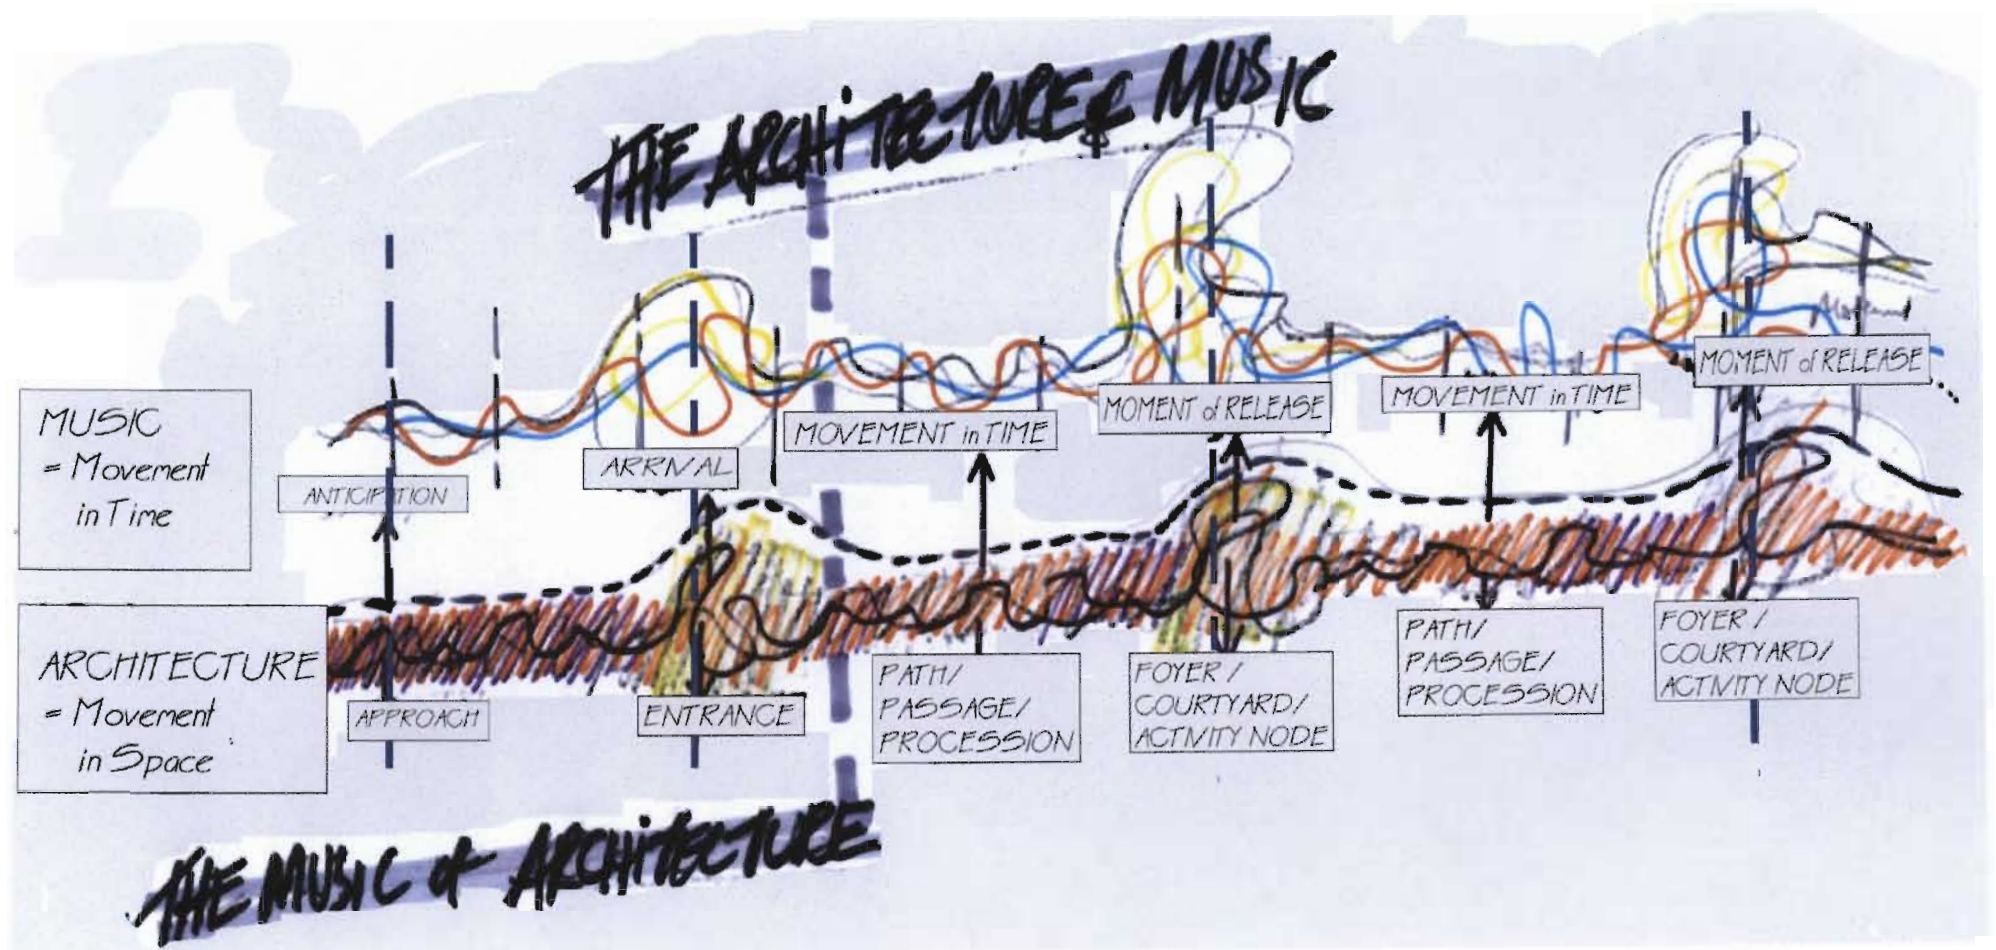 THE ARCHITECTURE of MUSIC
MUSIC
= Movement
in Time
ANTICIPATION
ARRIVAL
MOVEMENT in TIME
MOMENT of RELEASE
MOVEMENT in TIME
MOMENT of RELEASE
ARCHITECTURE
= Movement
in Space
APPROACH
ENTRANCE
PATH/
PASSAGE/
PROCESSION
FOYER /
COURTYARD/
ACTIVITY NODE
PATH/
PASSAGE/
PROCESSION
FOYER /
COURTYARD/
ACTIVITY NODE
THE MUSIC of ARCHITECTURE